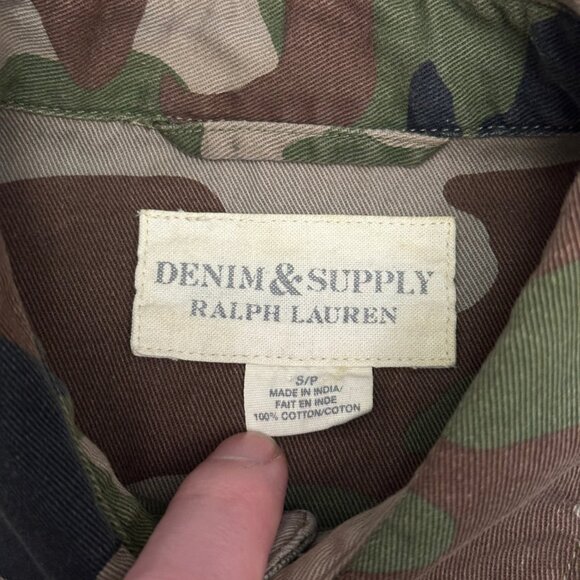 DENIM & SUPPLY
RALPH LAUREN
S/P
MADE IN INDIA/
FAIT EN INDE
100% COTTON/COTON